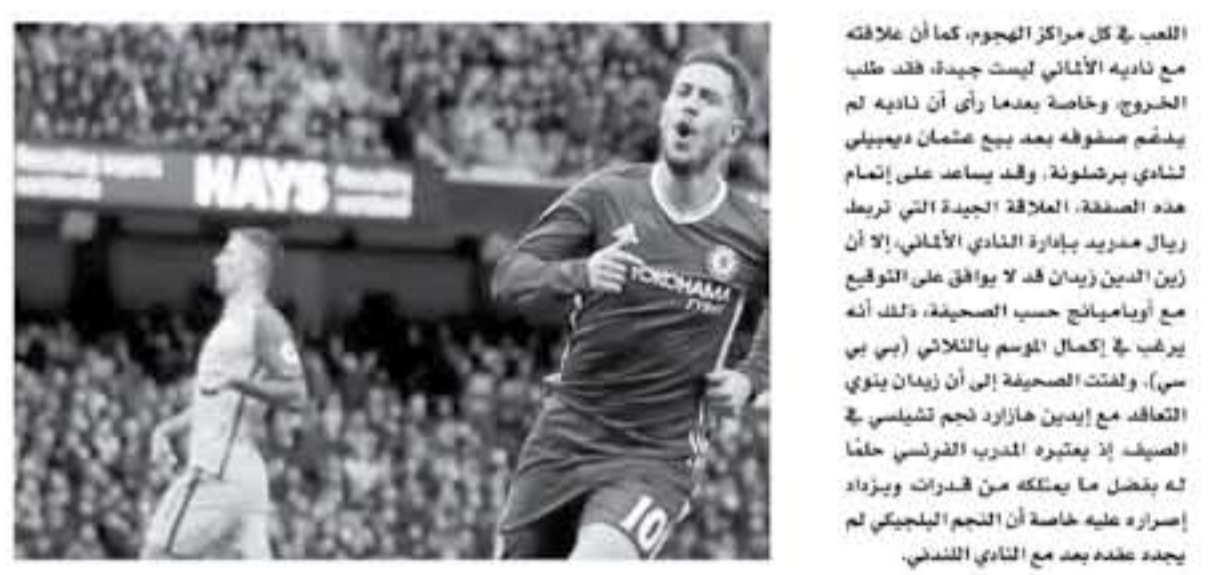 اللعب في كل مراكز الهجوم، كما أن علاقته
مع ناديه الألماني ليست جيدة، فقد طلب
الخروج، وخاصة بعدما رأى أن ناديه لم
يدعّم صفوفه بعد بيع عثمان ديمبيلي
لنادي برشلونة. وقد يساعد على إتمام
هذه الصفقة، العلاقة الجيدة التي تربط
ريال مدريد بإدارة النادي الألماني، إلا أن
زين الدين زيدان قد لا يوافق على التوقيع
مع أوباميانج حسب الصحيفة، ذلك أنه
يرغب في إكمال الموسم بالثلاثي (بي بي
سي). ولفتت الصحيفة إلى أن زيدان ينوي
التعاقد مع إيدين هازارد نجم تشيلسي في
الصيف، إذ يعتبره المدرب الفرنسي حلمًا
له بفضل ما يمتلكه من قدرات، ويزداد
إصراره عليه خاصة أن النجم البلجيكي لم
يجدد عقده بعد مع النادي اللندني.
HAYS
YOKOHAMA
TYRES
10